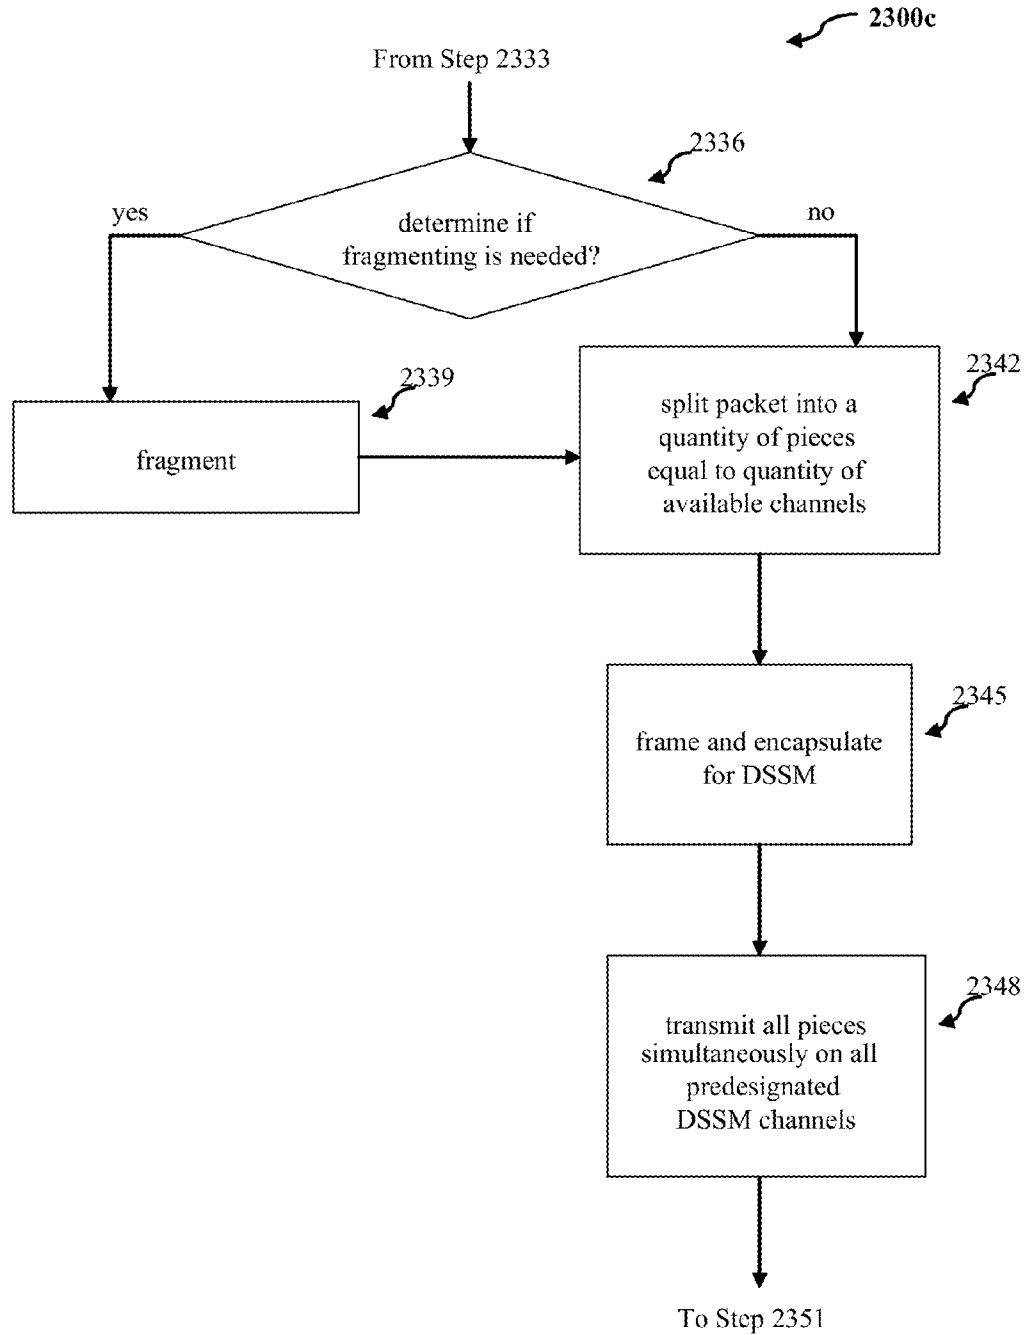 2300c
From Step 2333
2336
yes
no
determine if
fragmenting is needed?
2342
2339
split packet into a
quantity of pieces
equal to quantity of
available channels
fragment
2345
frame and encapsulate
for DSSM
2348
transmit all pieces
simultaneously on all
predesignated
DSSM channels
To Step 2351